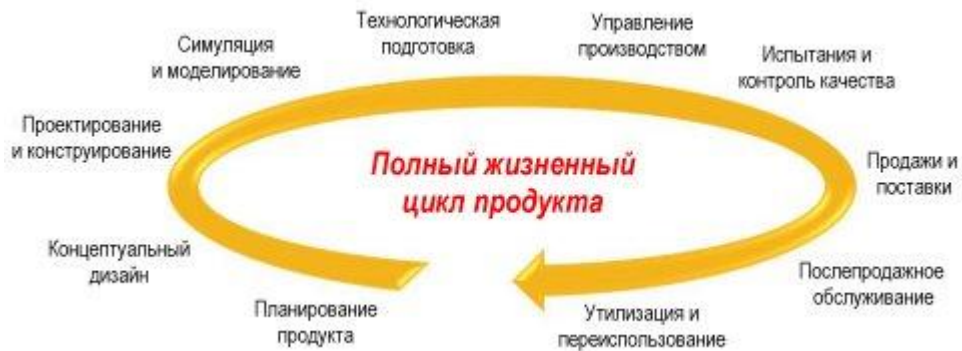 Технологическая
подготовка
Управление
производством
Симуляция
и моделирование
Испытания и
контроль качества
Проектирование
и конструирование
Полный жизненный
цикл продукта
Продажи и
поставки
Концептуальный
дизайн
Послепродажное
обслуживание
Планирование
продукта
Утилизация и
переиспользование